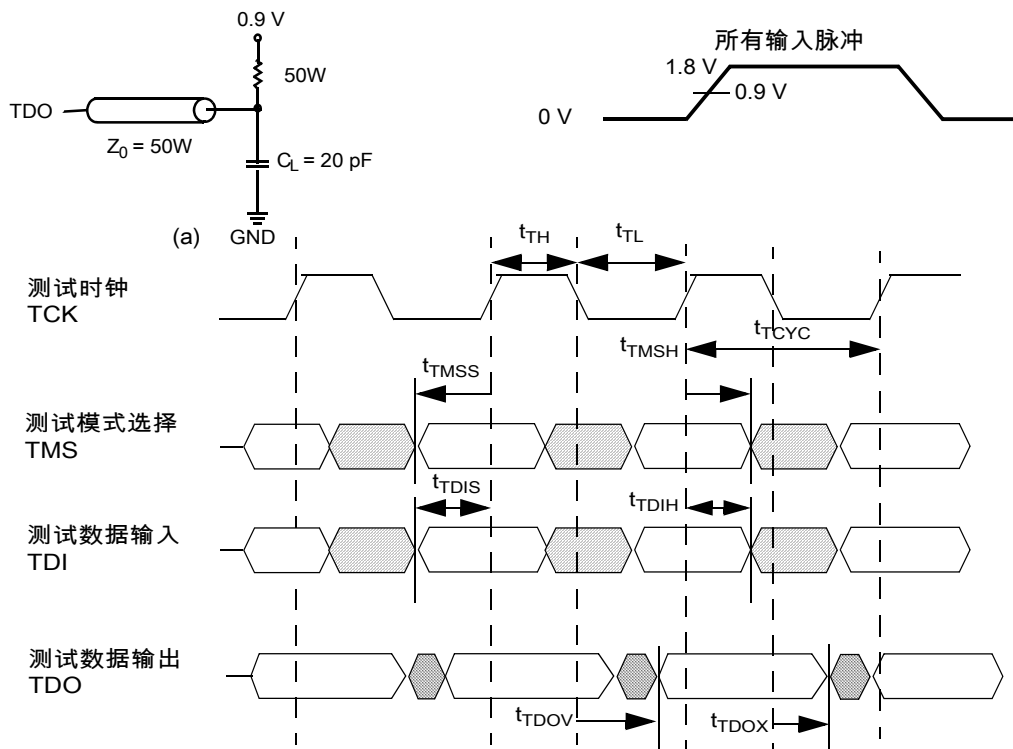 0.9 V
50W
TDO
Z0 = 50W
CL = 20 pF
(a)
GND
所有输入脉冲
1.8 V
0.9 V
0 V
tTH
tTL
测试时钟
TCK
tTMSH
tTCYC
tTMSS
测试模式选择
TMS
tTDIS
tTDIH
测试数据输入
TDI
测试数据输出
TDO
tTDOV
tTDOX